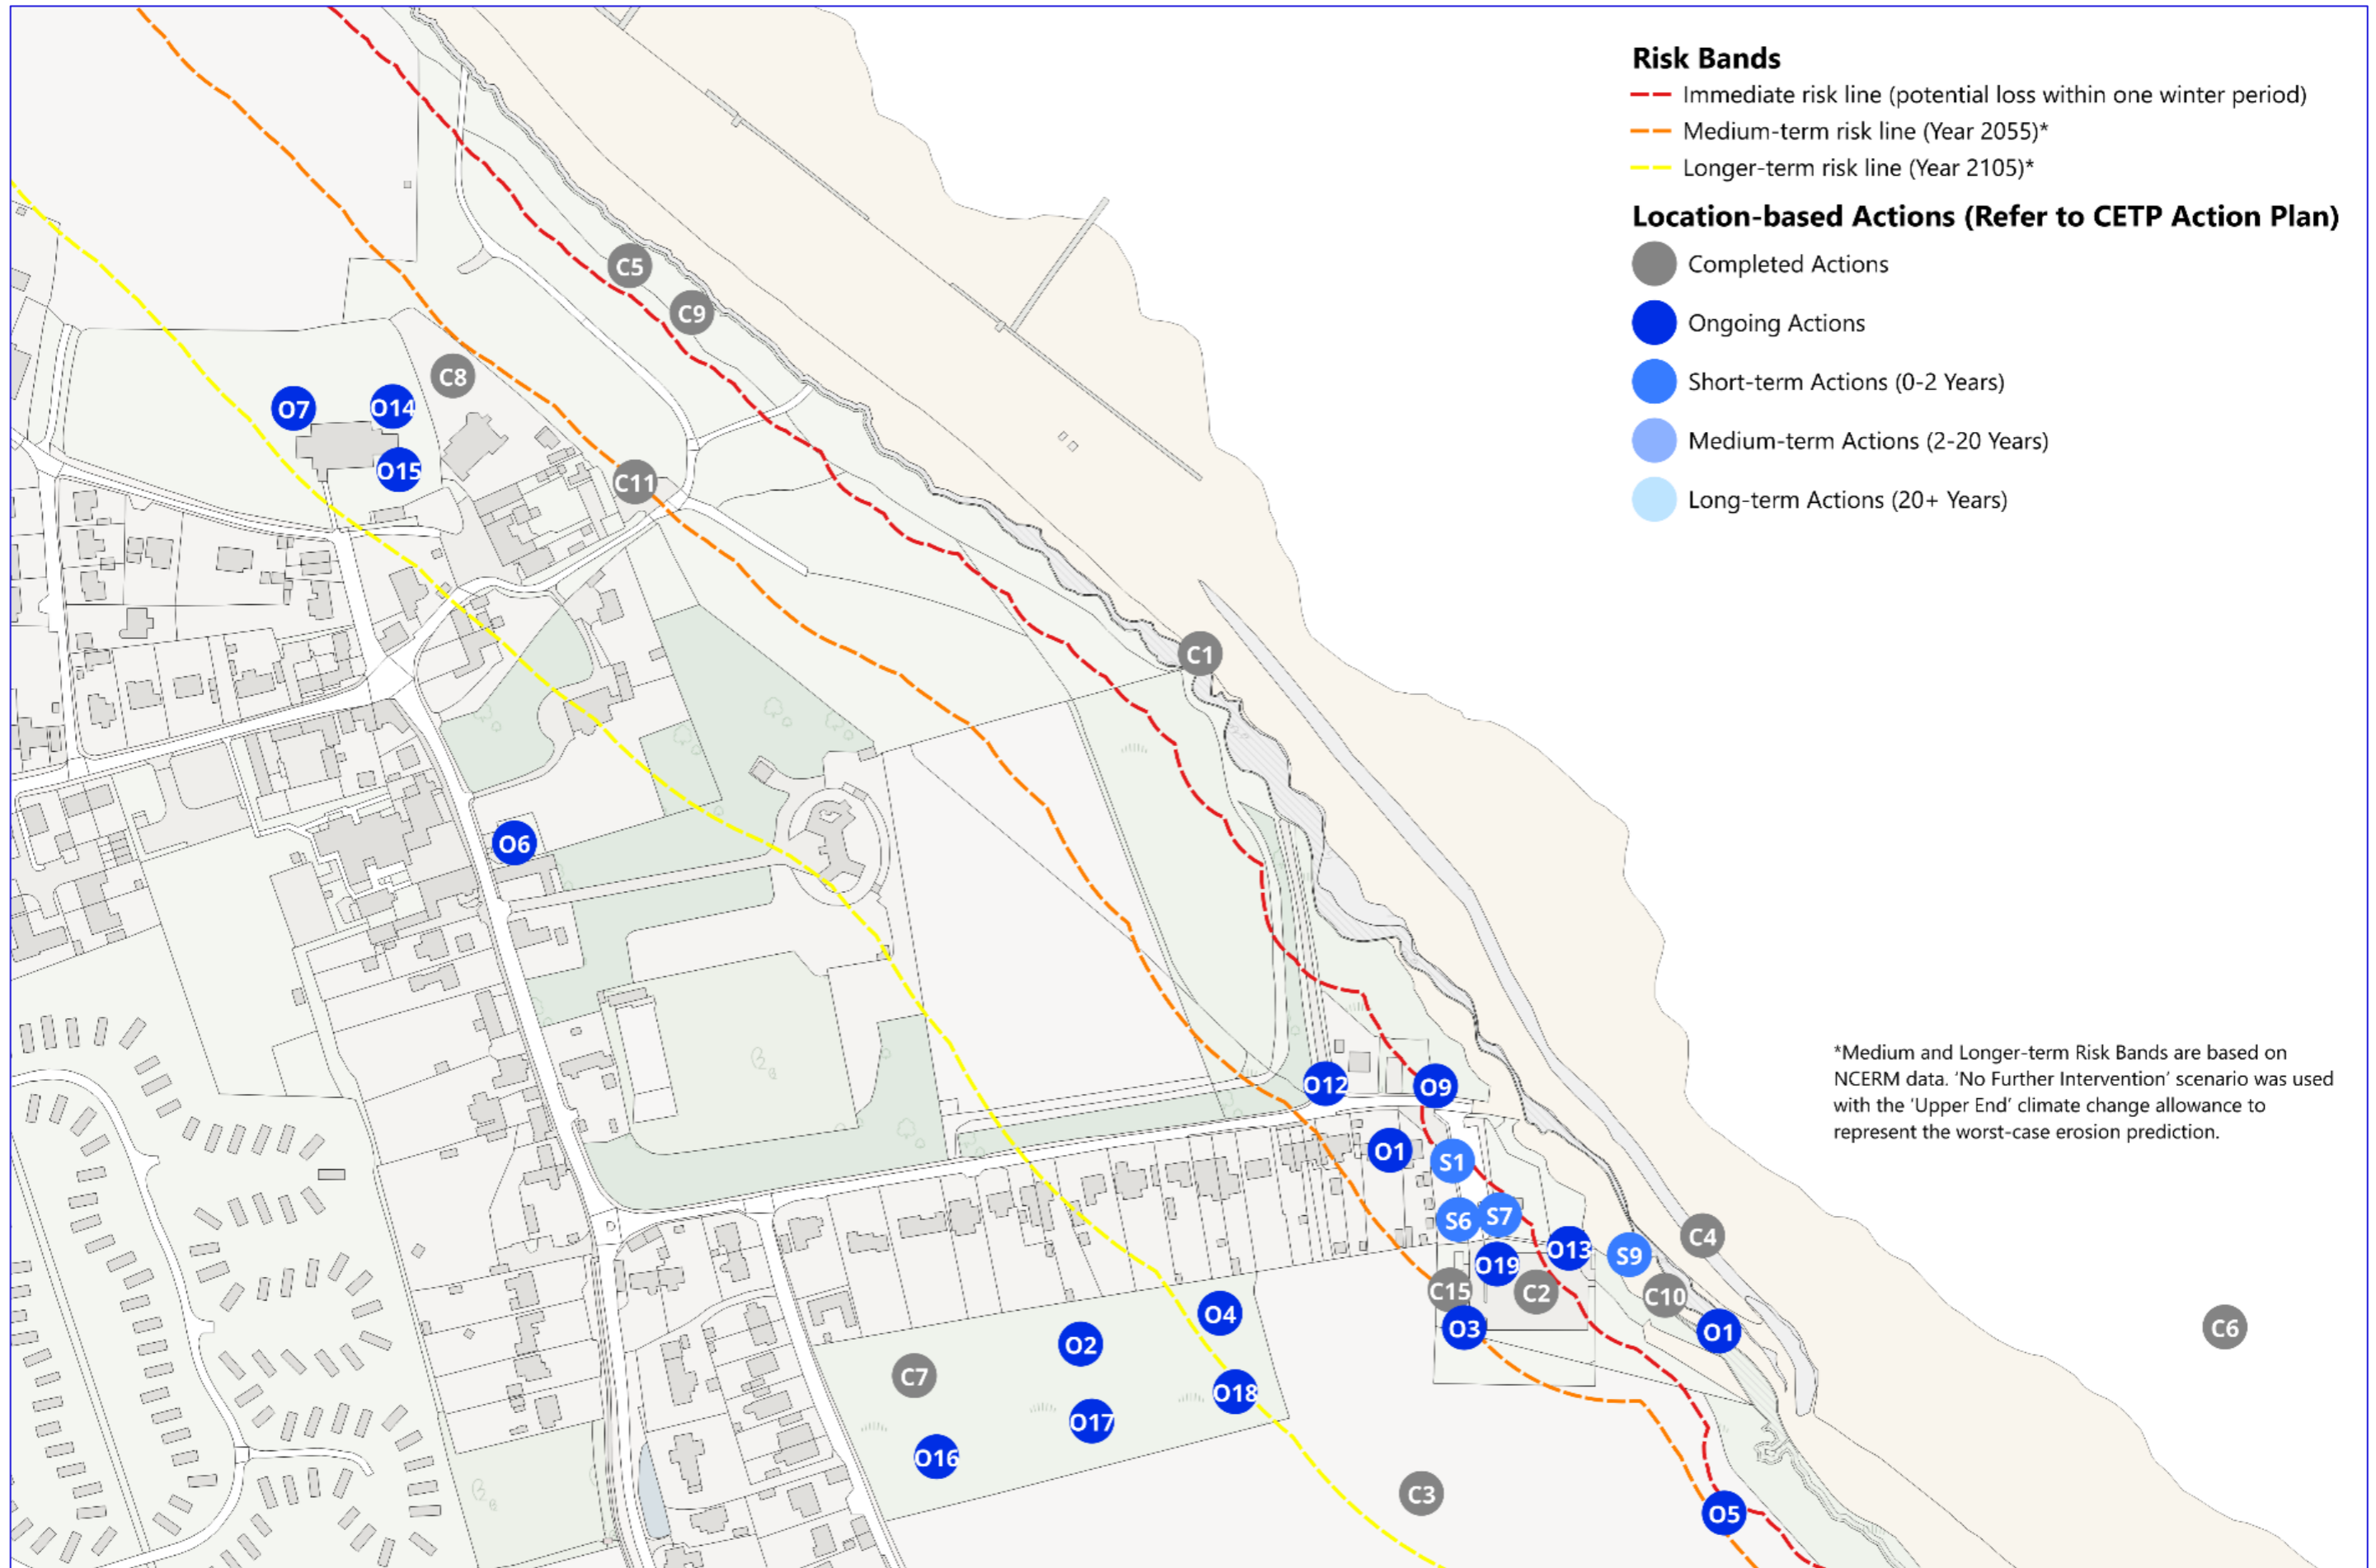 Risk Bands
Immediate risk line (potential loss within one winter period)
Medium-term risk line (Year 2055)*
Longer-term risk line (Year 2105)*
Location-based Actions (Refer to CETP Action Plan)
Completed Actions
Ongoing Actions
Short-term Actions (0-2 Years)
Medium-term Actions (2-20 Years)
Long-term Actions (20+ Years)
C5
C9
C8
O7
O14
O15
C11
C1
O6
*Medium and Longer-term Risk Bands are based on
NCERM data. ‘No Further Intervention’ scenario was used
with the ‘Upper End’ climate change allowance to
represent the worst-case erosion prediction.
O12
O9
O1
S1
S6
S7
C4
O13
S9
O19
C15
C2
C10
O4
O3
O1
C6
O2
C7
O18
O17
O16
C3
O5